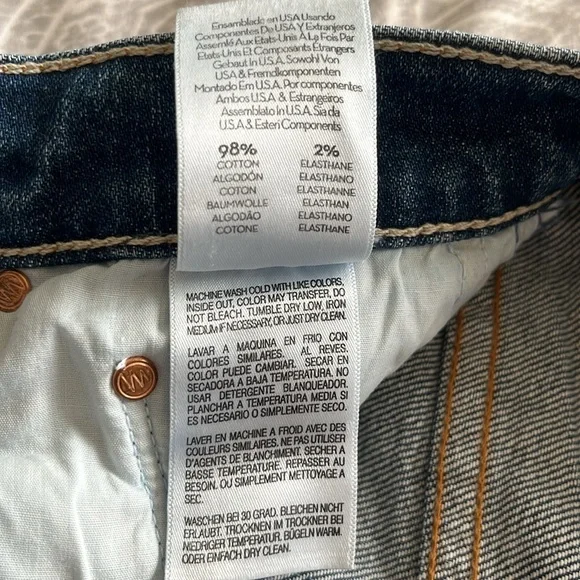 Ensamblade en USA Usando
Componentes De USA Y Extranjeros
Assemblé Aux Etats-Unis À La Fois Par
Etats-Unis Et Composants Etrangers
Gebaut In U.S.A. Sowohl Von
USA & Fremdkomponenten
Montado Em U.S.A. Por componentes
Ambos U.S.A & Estrangeiros
Assemblato In U.S.A. Sia da
U.S.A & Esteri Components
98% 2%
COTTON ELASTHANE
ALGODÓN ELASTHANO
COTON ELASTHANNE
BAUMWOLLE ELASTHAN
ALGODÃO ELASTHANO
COTONE ELASTHANE
MACHINE WASH COLD WITH LIKE COLORS,
INSIDE OUT, COLOR MAY TRANSFER, DO
NOT BLEACH. TUMBLE DRY LOW, IRON
MEDIUM IF NECESSARY, OR JUST DRY CLEAN.
LAVAR A MAQUINA EN FRIO CON
COLORES SIMILARES. AL REVES.
COLOR PUEDE CAMBIAR. SECAR EN
SECADORA A BAJA TEMPERATURA. NO
USAR DETERGENTE BLANQUEADOR.
PLANCHAR A TEMPERATURA MEDIA SI
ES NECESARIO O SIMPLEMENTE SECO.
LAVER EN MACHINE A FROID AVEC DES
COULEURS SIMILAIRES. NE PAS UTILISER
D'AGENTS DE BLANCHIMENT. SECHER A
BASSE TEMPERATURE. REPASSER AU
BESOIN. OU SIMPLEMENT METTOYAGE A
SEC.
WASCHEN BEI 30 GRAD. BLEICHEN NICHT
ERLAUBT. TROCKNEN IM TROCKNER BEI
NIEDRIGER TEMPERATUR. BÜGELN WARM
ODER EINFACH DRY CLEAN.